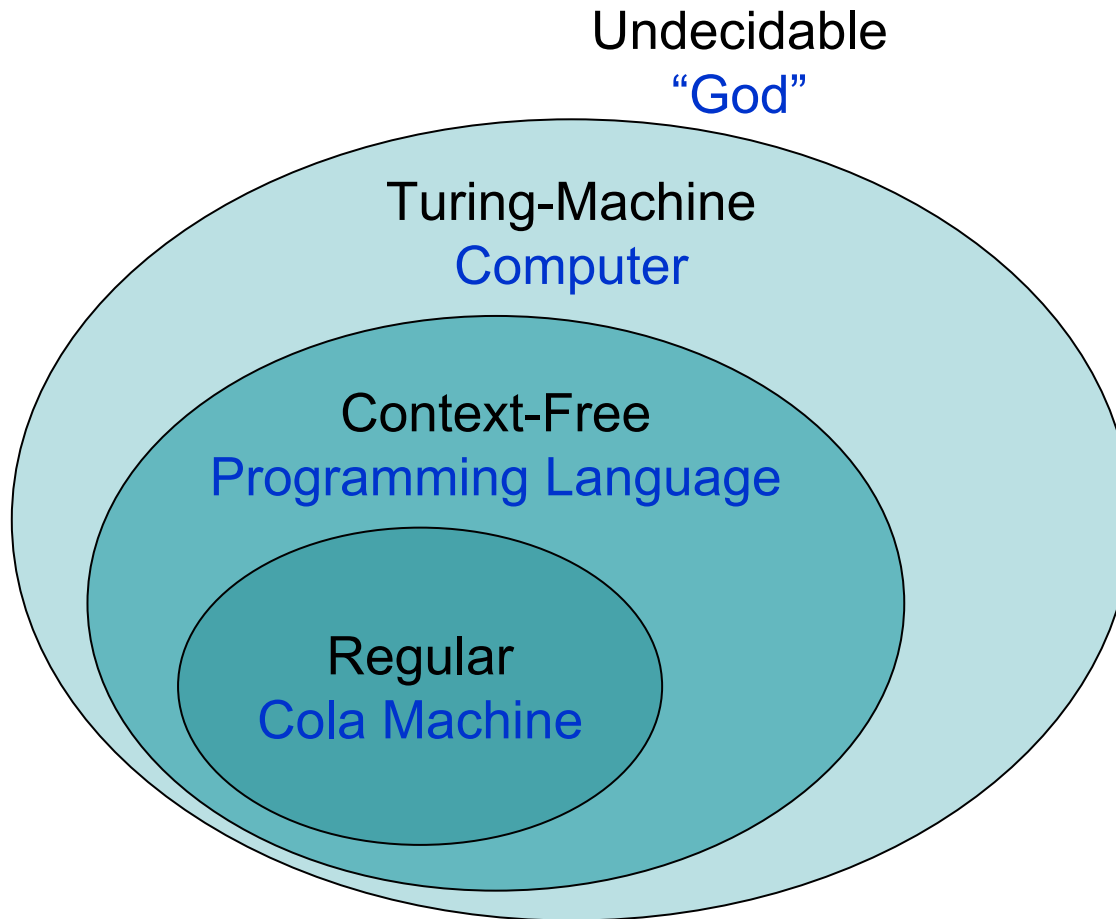 Undecidable
“God”
Turing-Machine
Computer
Context-Free
Programming Language
Regular
Cola Machine